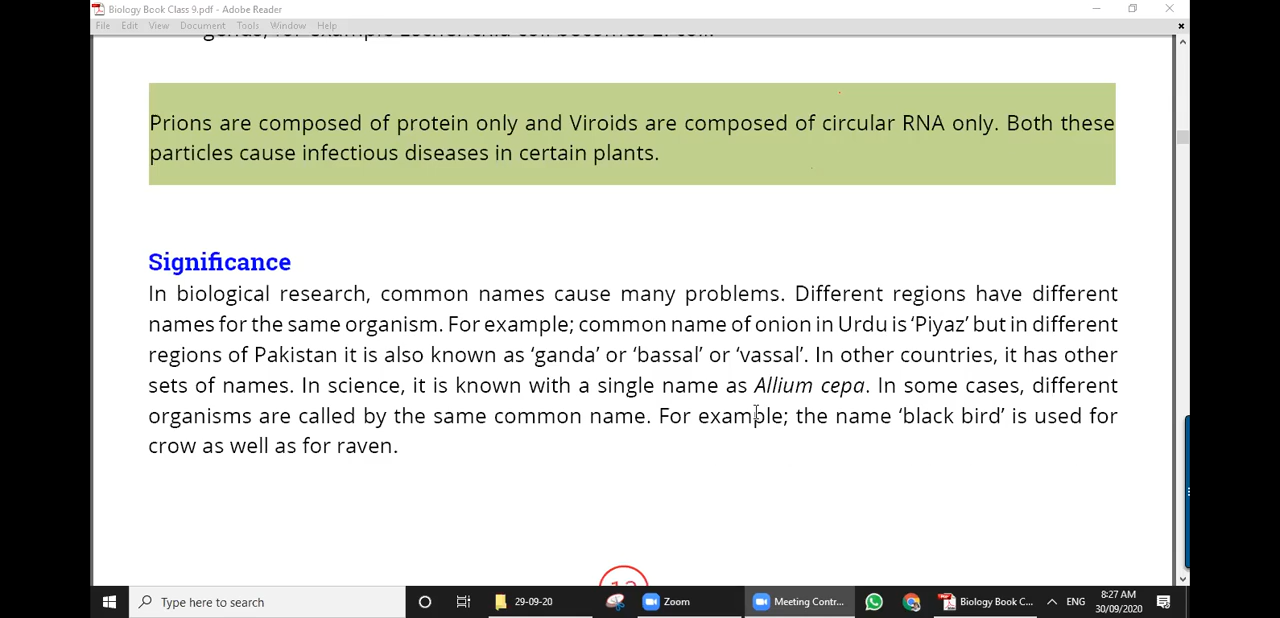 Biology Book Class 9.pdf - Adobe Reader
File Edit View Document Tools Window Help
genus, for example Escherichia coli becomes E. coli.
Prions are composed of protein only and Viroids are composed of circular RNA only. Both these
particles cause infectious diseases in certain plants.
Significance
In biological research, common names cause many problems. Different regions have different
names for the same organism. For example; common name of onion in Urdu is ‘Piyaz’ but in different
regions of Pakistan it is also known as ‘ganda’ or ‘bassal’ or ‘vassal’. In other countries, it has other
sets of names. In science, it is known with a single name as Allium cepa. In some cases, different
organisms are called by the same common name. For example; the name ‘black bird’ is used for
crow as well as for raven.
Type here to search
29-09-20
Zoom
Meeting Contr...
Biology Book C...
ENG
8:27 AM
30/09/2020